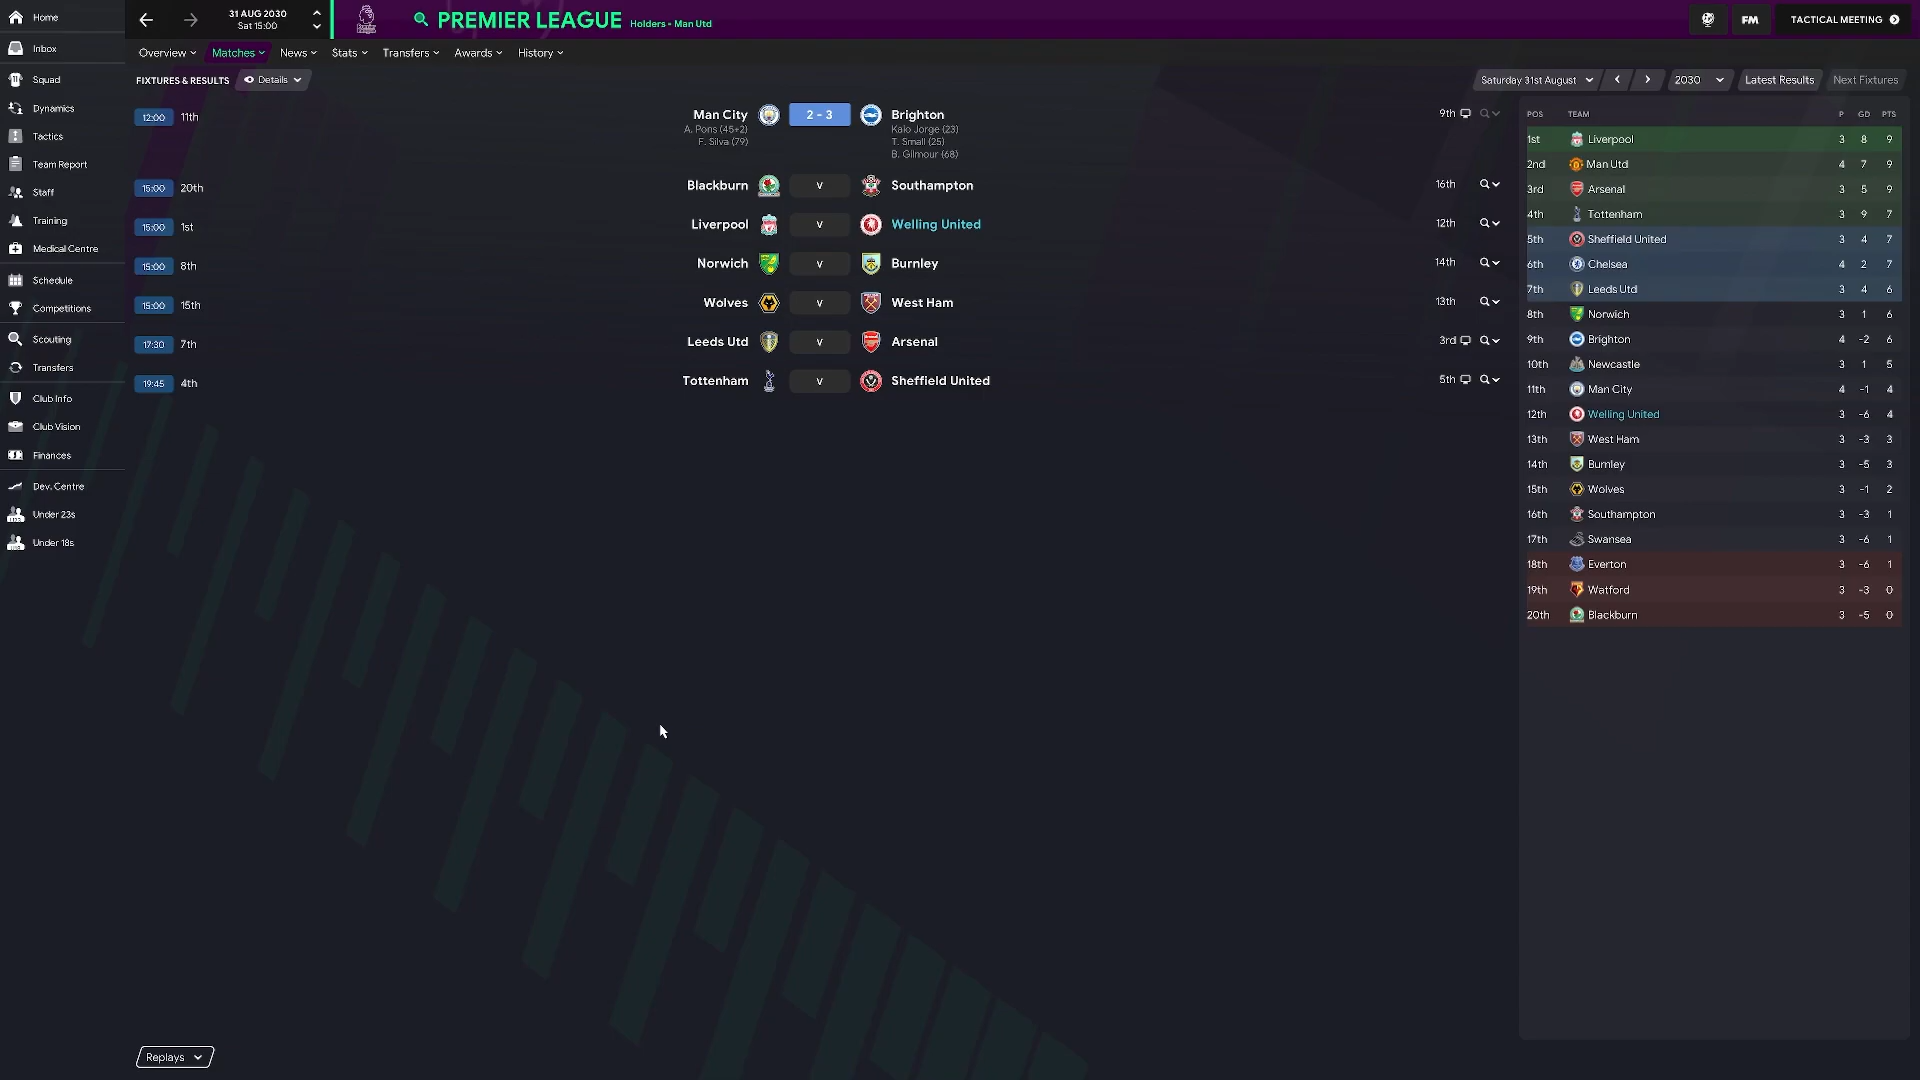 Home
Inbox
Squad
Dynamics
Tactics
Team Report
Staff
Training
Medical Centre
Schedule
Competitions
Scouting
Transfers
Club Info
Club Vision
Finances
Dev. Centre
Under 23s
Under 18s
31 AUG 2030
Sat 15:00
PREMIER LEAGUE Holders - Man Utd
FM
TACTICAL MEETING
Overview Matches News Stats Transfers Awards History
FIXTURES & RESULTS Details
Saturday 31st August 2030 Latest Results Next Fixtures
12:00 11th Man City 2 - 3 Brighton 9th
A. Pons (45+2) Kaio Jorge (23)
F. Silva (79) T. Small (25)
B. Gilmour (68)
15:00 20th Blackburn v Southampton 16th
15:00 1st Liverpool v Welling United 12th
15:00 8th Norwich v Burnley 14th
15:00 15th Wolves v West Ham 13th
17:30 7th Leeds Utd v Arsenal 3rd
19:45 4th Tottenham v Sheffield United 5th
POS TEAM P GD PTS
1st Liverpool 3 8 9
2nd Man Utd 4 7 9
3rd Arsenal 3 5 9
4th Tottenham 3 9 7
5th Sheffield United 3 4 7
6th Chelsea 4 2 7
7th Leeds Utd 3 4 6
8th Norwich 3 1 6
9th Brighton 4 -2 6
10th Newcastle 3 1 5
11th Man City 4 -1 4
12th Welling United 3 -6 4
13th West Ham 3 -3 3
14th Burnley 3 -5 3
15th Wolves 3 -1 2
16th Southampton 3 -3 1
17th Swansea 3 -6 1
18th Everton 3 -6 1
19th Watford 3 -3 0
20th Blackburn 3 -5 0
Replays